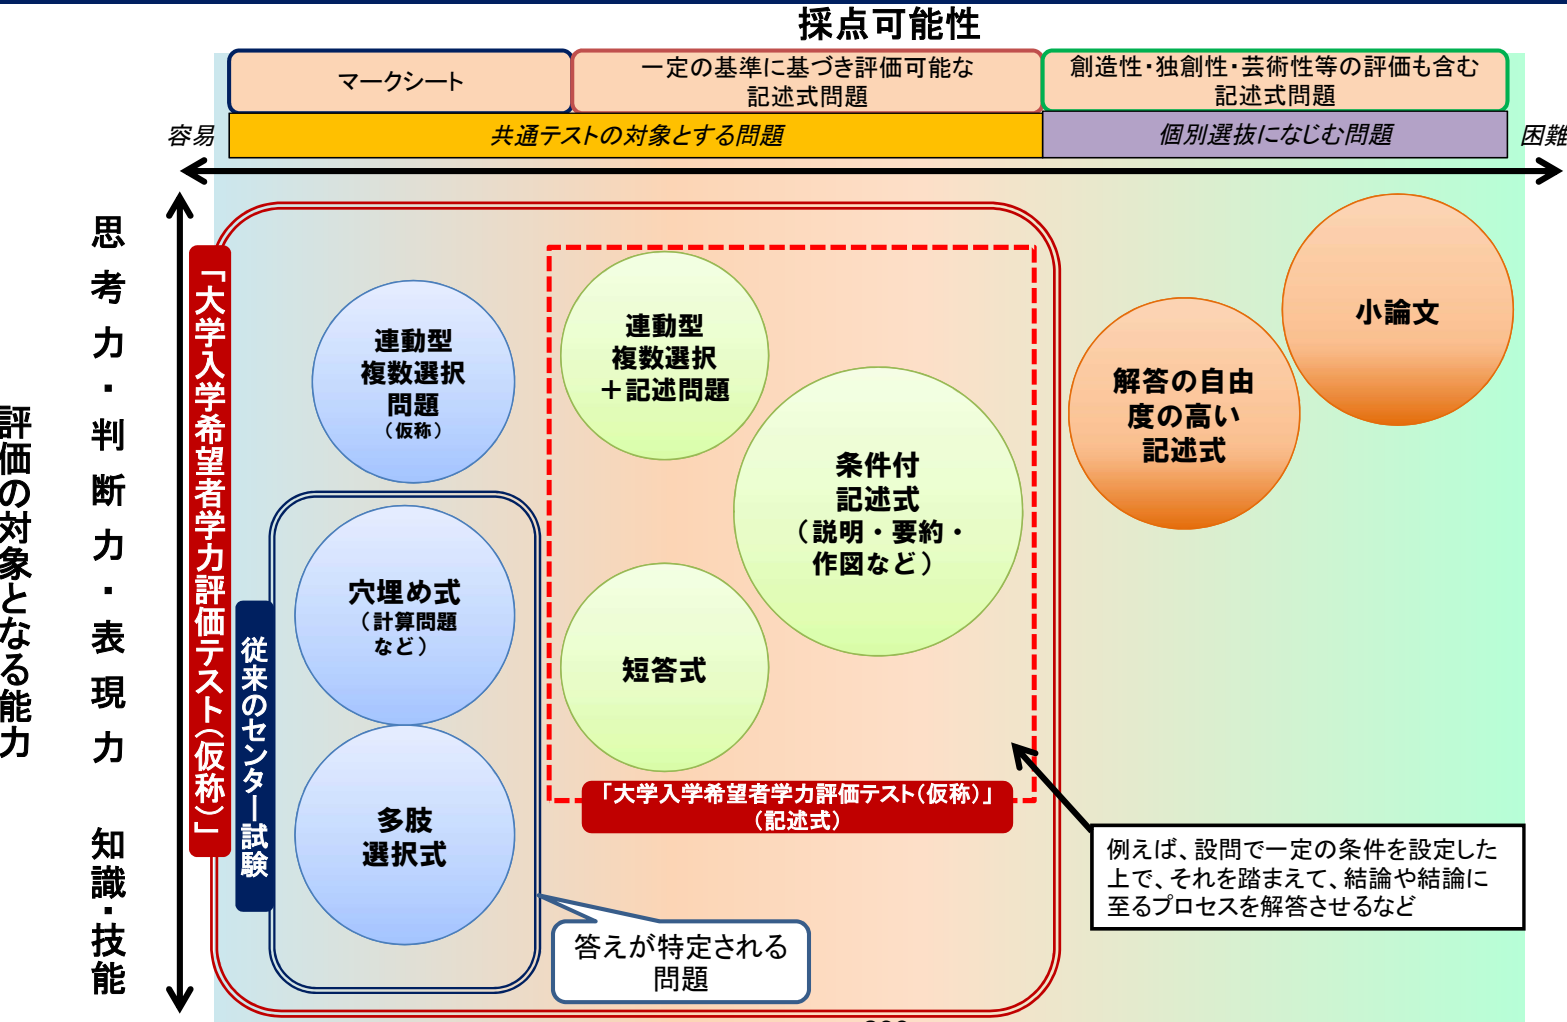 採点可能性
マークシート
一定の基準に基づき評価可能な
記述式問題
創造性・独創性・芸術性等の評価も含む
記述式問題
容易
共通テストの対象とする問題
個別選抜になじむ問題
困難
評価の対象となる能力
思考力・判断力・表現力
知識・技能
「大学入学希望者学力評価テスト(仮称)」
従来のセンター試験
連動型
複数選択
問題
（仮称）
穴埋め式
（計算問題
など）
多肢
選択式
連動型
複数選択
＋記述問題
条件付
記述式
（説明・要約・
作図など）
短答式
「大学入学希望者学力評価テスト(仮称)」
（記述式）
解答の自由
度の高い
記述式
小論文
例えば、設問で一定の条件を設定した
上で、それを踏まえて、結論や結論に
至るプロセスを解答させるなど
答えが特定される
問題